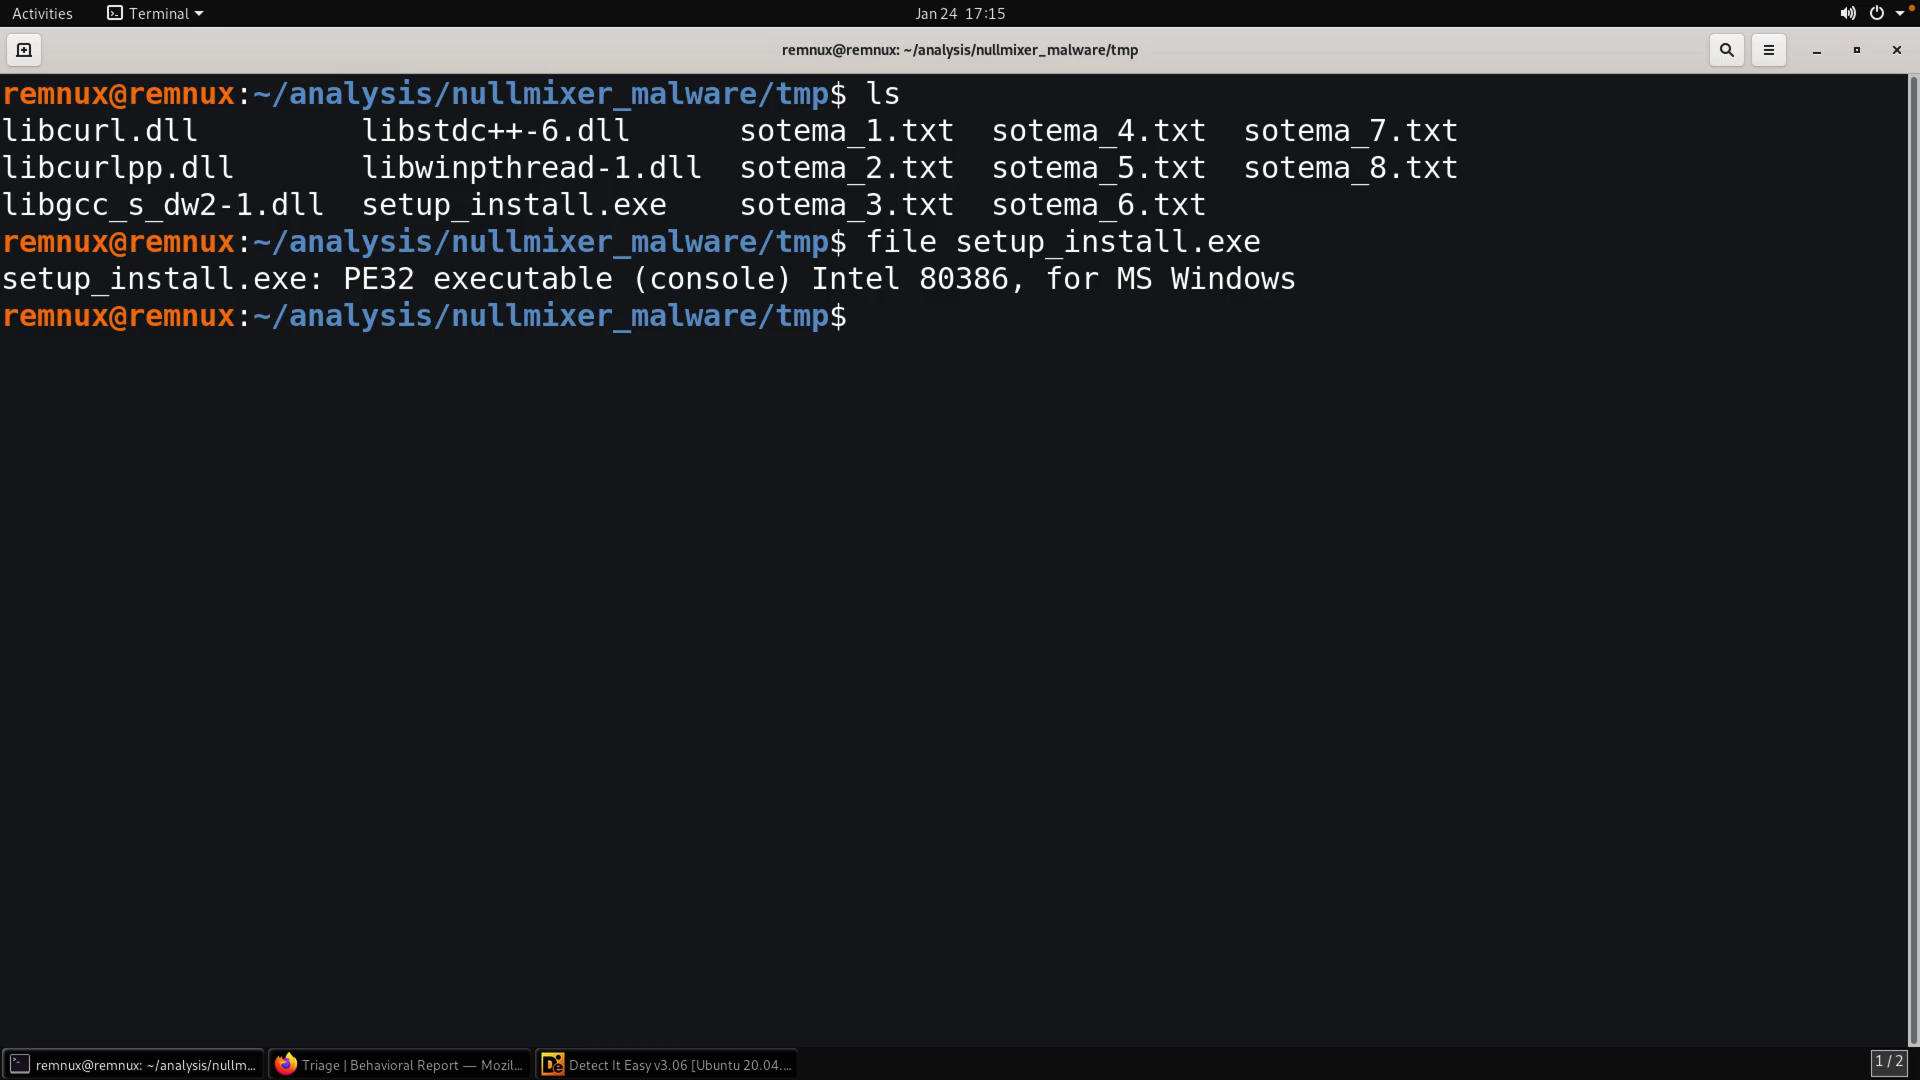 Activities Terminal Jan 24 17:15
remnux@remnux: ~/analysis/nullmixer_malware/tmp
remnux@remnux:~/analysis/nullmixer_malware/tmp$ ls
libcurl.dll libstdc++-6.dll sotema_1.txt sotema_4.txt sotema_7.txt
libcurlpp.dll libwinpthread-1.dll sotema_2.txt sotema_5.txt sotema_8.txt
libgcc_s_dw2-1.dll setup_install.exe sotema_3.txt sotema_6.txt
remnux@remnux:~/analysis/nullmixer_malware/tmp$ file setup_install.exe
setup_install.exe: PE32 executable (console) Intel 80386, for MS Windows
remnux@remnux:~/analysis/nullmixer_malware/tmp$
remnux@remnux: ~/analysis/nullm... Triage | Behavioral Report — Mozil... Detect It Easy v3.06 [Ubuntu 20.04.... 1 / 2